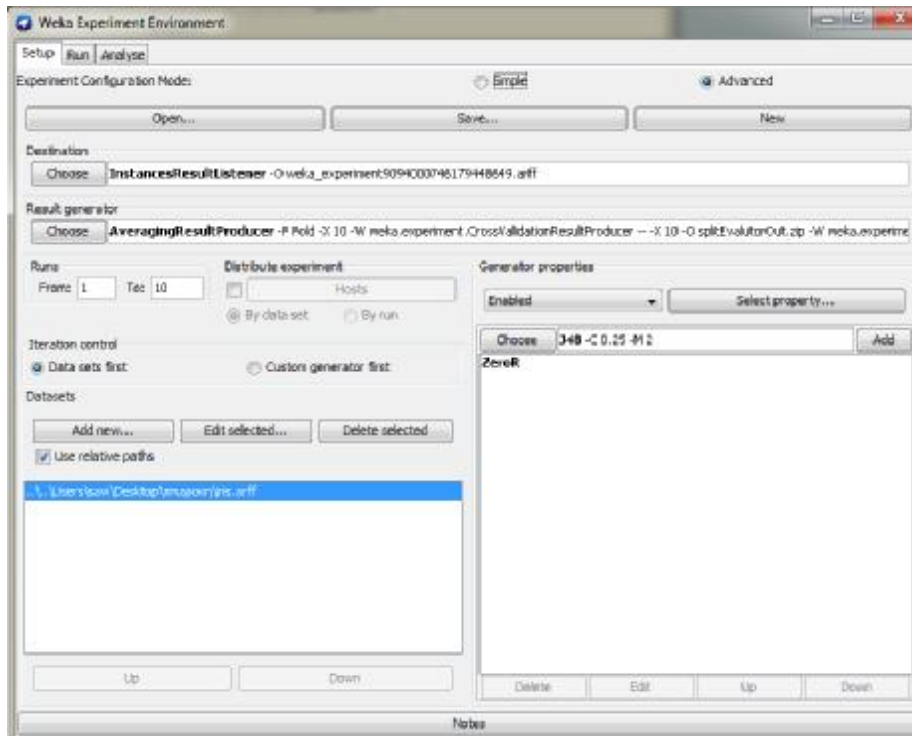 Weka Experiment Environment
Setup Run Analyse
Experiment Configuration Mode: Simple Advanced
Open... Save... New
Destination
Choose InstancesResultListener -O weka_experiment9094000746179448649.arff
Result generator
Choose AveragingResultProducer -F Fold -X 10 -W weka.experiment.CrossValidationResultProducer -- -X 10 -O splitEvalutorOut.zip -W weka.experime
Runs
From: 1 To: 10
Distribute experiment
Hosts
By data set By run
Generator properties
Enabled Select property...
Iteration control
Data sets first Custom generator first
Choose J48 -C 0.25 -M 2 Add
ZeroR
Datasets
Add new... Edit selected... Delete selected
Use relative paths
Up Down
Delete Edit Up Down
Notes